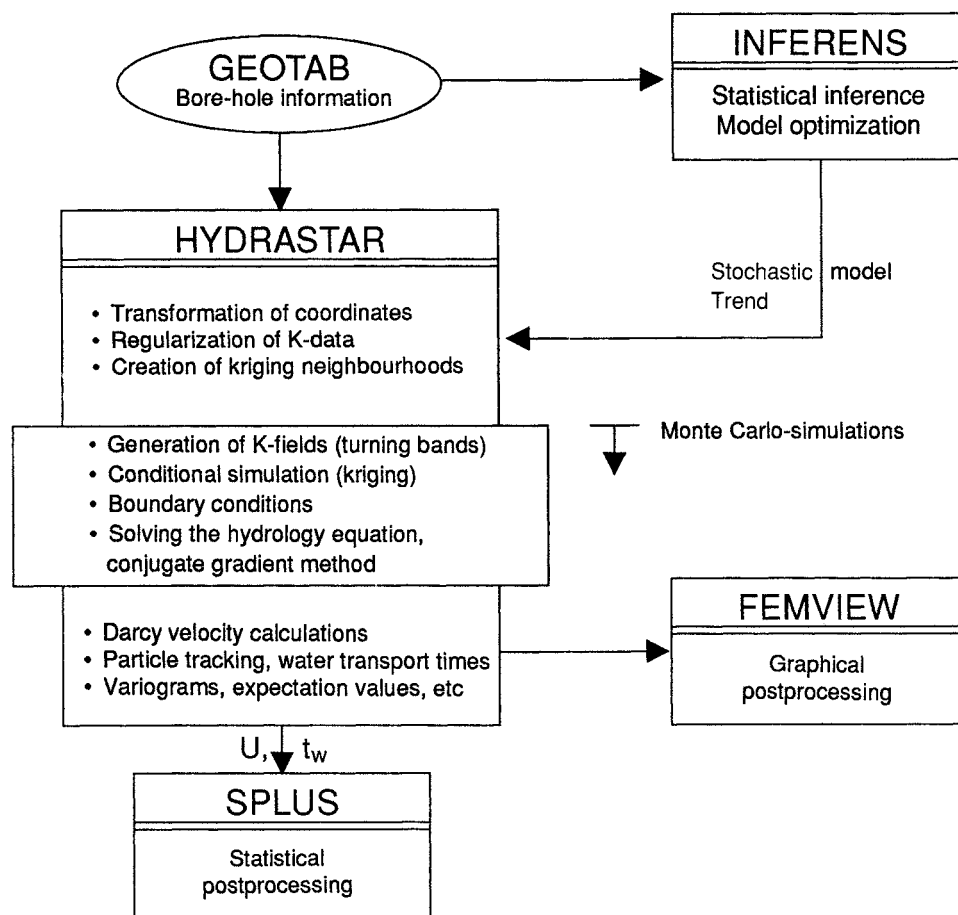 GEOTAB
Bore-hole information
INFERENS
Statistical inference
Model optimization
Stochastic model
Trend
HYDRASTAR
• Transformation of coordinates
• Regularization of K-data
• Creation of kriging neighbourhoods
• Generation of K-fields (turning bands)
• Conditional simulation (kriging)
• Boundary conditions
• Solving the hydrology equation,
conjugate gradient method
Monte Carlo-simulations
• Darcy velocity calculations
• Particle tracking, water transport times
• Variograms, expectation values, etc
FEMVIEW
Graphical
postprocessing
U, tw
SPLUS
Statistical
postprocessing